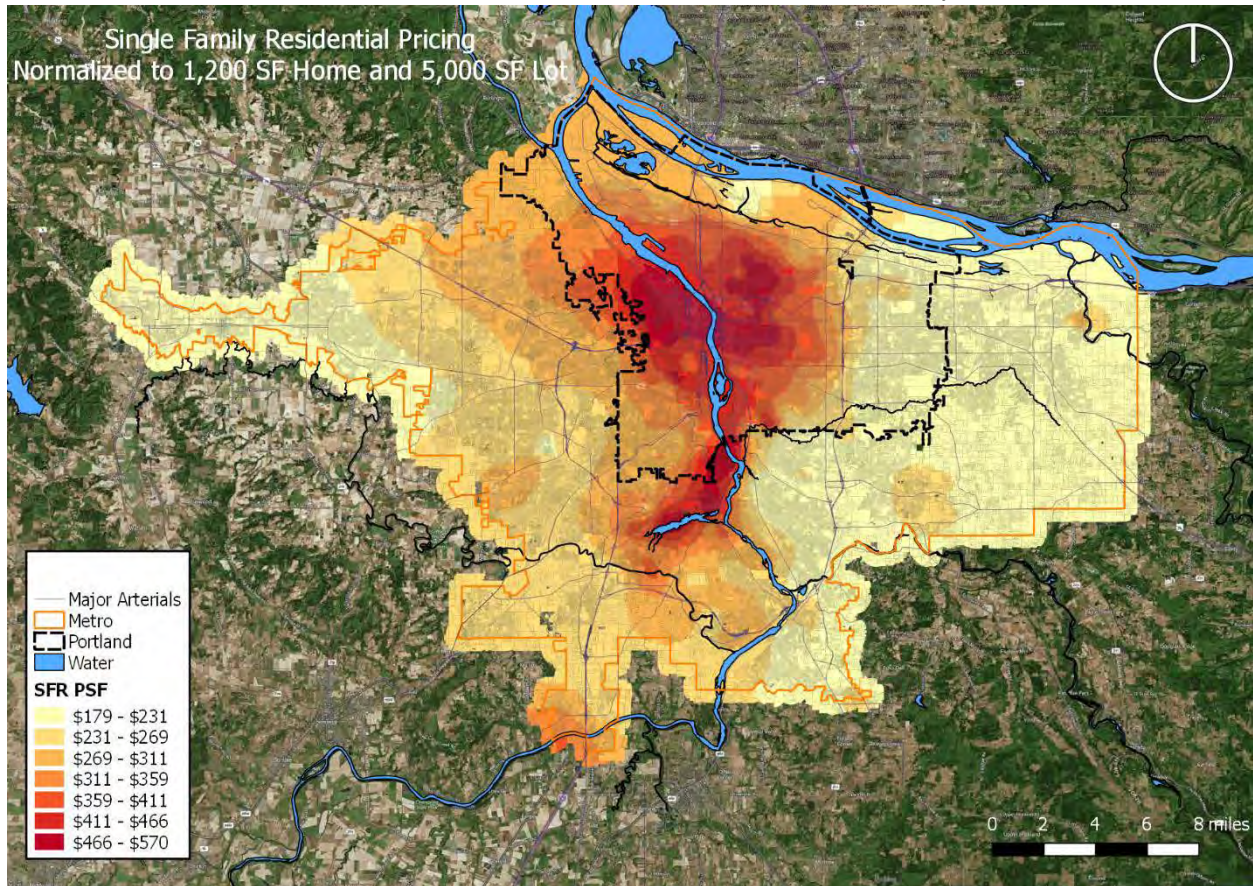 Single Family Residential Pricing
Normalized to 1,200 SF Home and 5,000 SF Lot
Major Arterials
Metro
Portland
Water
SFR PSF
$179 - $231
$231 - $269
$269 - $311
$311 - $359
$359 - $411
$411 - $466
$466 - $570
0 2 4 6 8 miles